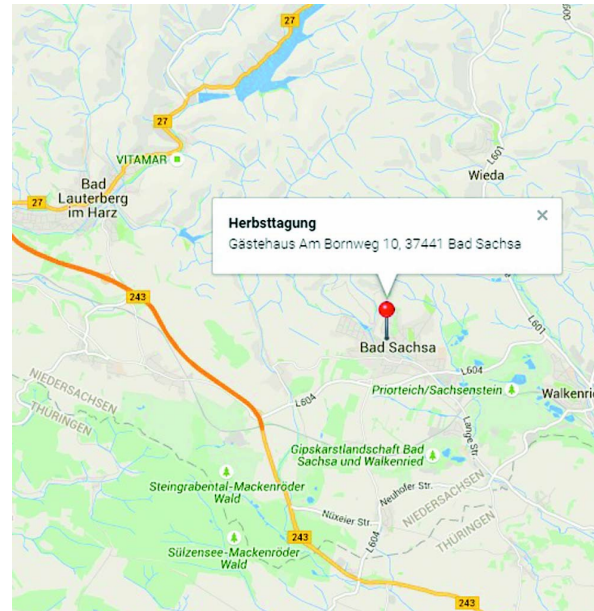 27
600
27
VITAMAR
L601
Wieda
Bad
Lauterberg
im Harz
27
Herbsttagung
Gästehaus Am Bornweg 10, 37441 Bad Sachsa
243
L601
Bad Sachsa
L604
NIEDERSACHSEN
THÜRINGEN
Priorteich/Sachsenstein
Walkenried
L604
Lange Str
Gipskarstlandschaft Bad
Sachsa und Walkenried
Steingrabental-Mackenröder
Wald
Neuhofer Str.
NIEDERSACHSEN
THÜRINGEN
Nüxeier Str.
243
Sülzensee-Mackenröder
Wald
L604
243